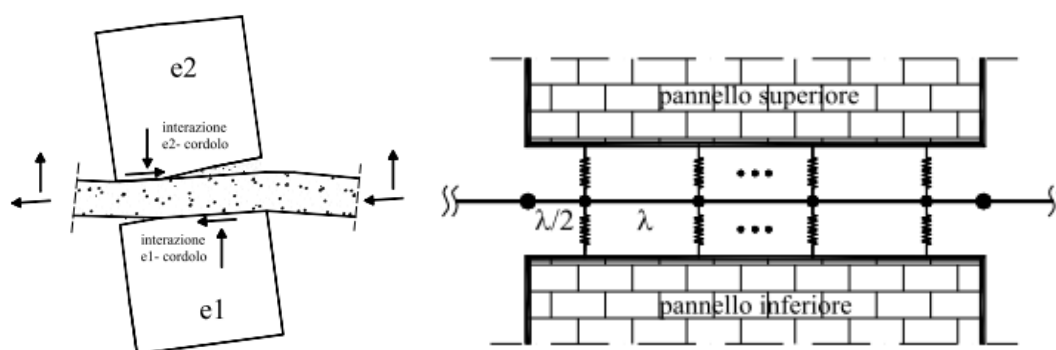 e2
interazione
e2- cordolo
interazione
e1- cordolo
e1
pannello superiore
λ/2
λ
pannello inferiore